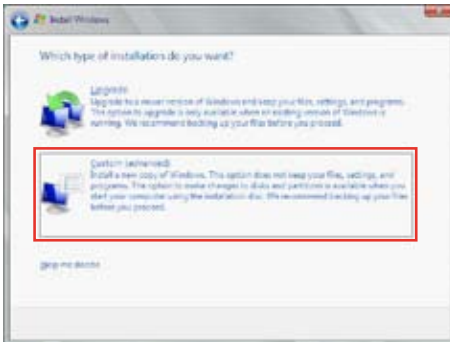 Install Windows
Which type of installation do you want?
Upgrade
Upgrade to a newer version of Windows and keep your files, settings, and programs.
The option to upgrade is only available when an existing version of Windows is
running. We recommend backing up your files before you proceed.
Custom (advanced)
Install a new copy of Windows. This option does not keep your files, settings, and
programs. The option to make changes to disks and partitions is available when you
start your computer using the installation disc. We recommend backing up your files
before you proceed.
Help me decide